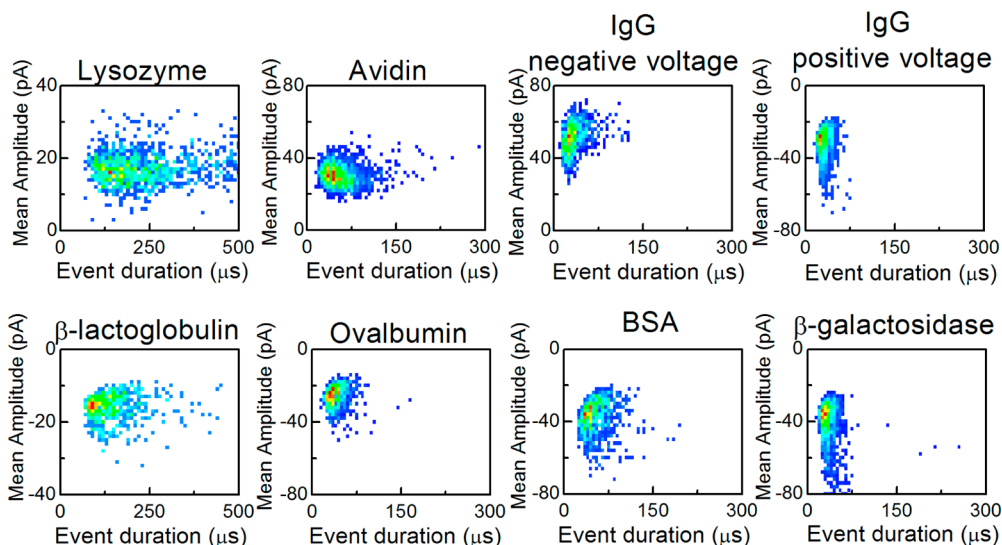 Lysozyme
Mean Amplitude (pA)
40
20
0
0
250
500
Event duration (μs)
Avidin
Mean Amplitude (pA)
80
40
0
0
150
300
Event duration (μs)
IgG
negative voltage
Mean Amplitude (pA)
80
40
0
0
150
300
Event duration (μs)
IgG
positive voltage
Mean Amplitude (pA)
0
-40
-80
0
150
300
Event duration (μs)
β-lactoglobulin
Mean Amplitude (pA)
0
-20
-40
0
250
500
Event duration (μs)
Ovalbumin
Mean Amplitude (pA)
0
-40
-80
0
150
300
Event duration (μs)
BSA
Mean Amplitude (pA)
0
-40
-80
0
150
300
Event duration (μs)
β-galactosidase
Mean Amplitude (pA)
0
-40
-80
0
150
300
Event duration (μs)